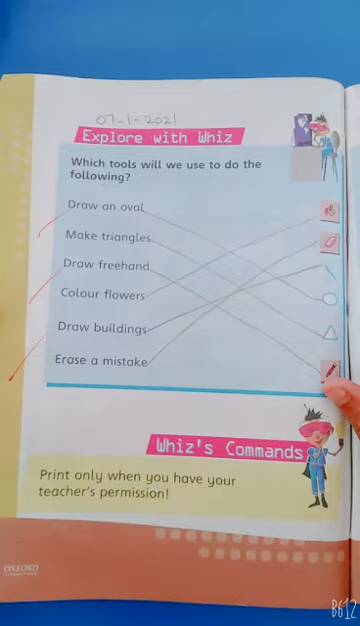 07-1-2021
Explore with Whiz
Which tools will we use to do the
following?
Draw an oval
Make triangles
Draw freehand
Colour flowers
Draw buildings
Erase a mistake
Whiz's Commands
Print only when you have your
teacher's permission!
OXFORD
B612